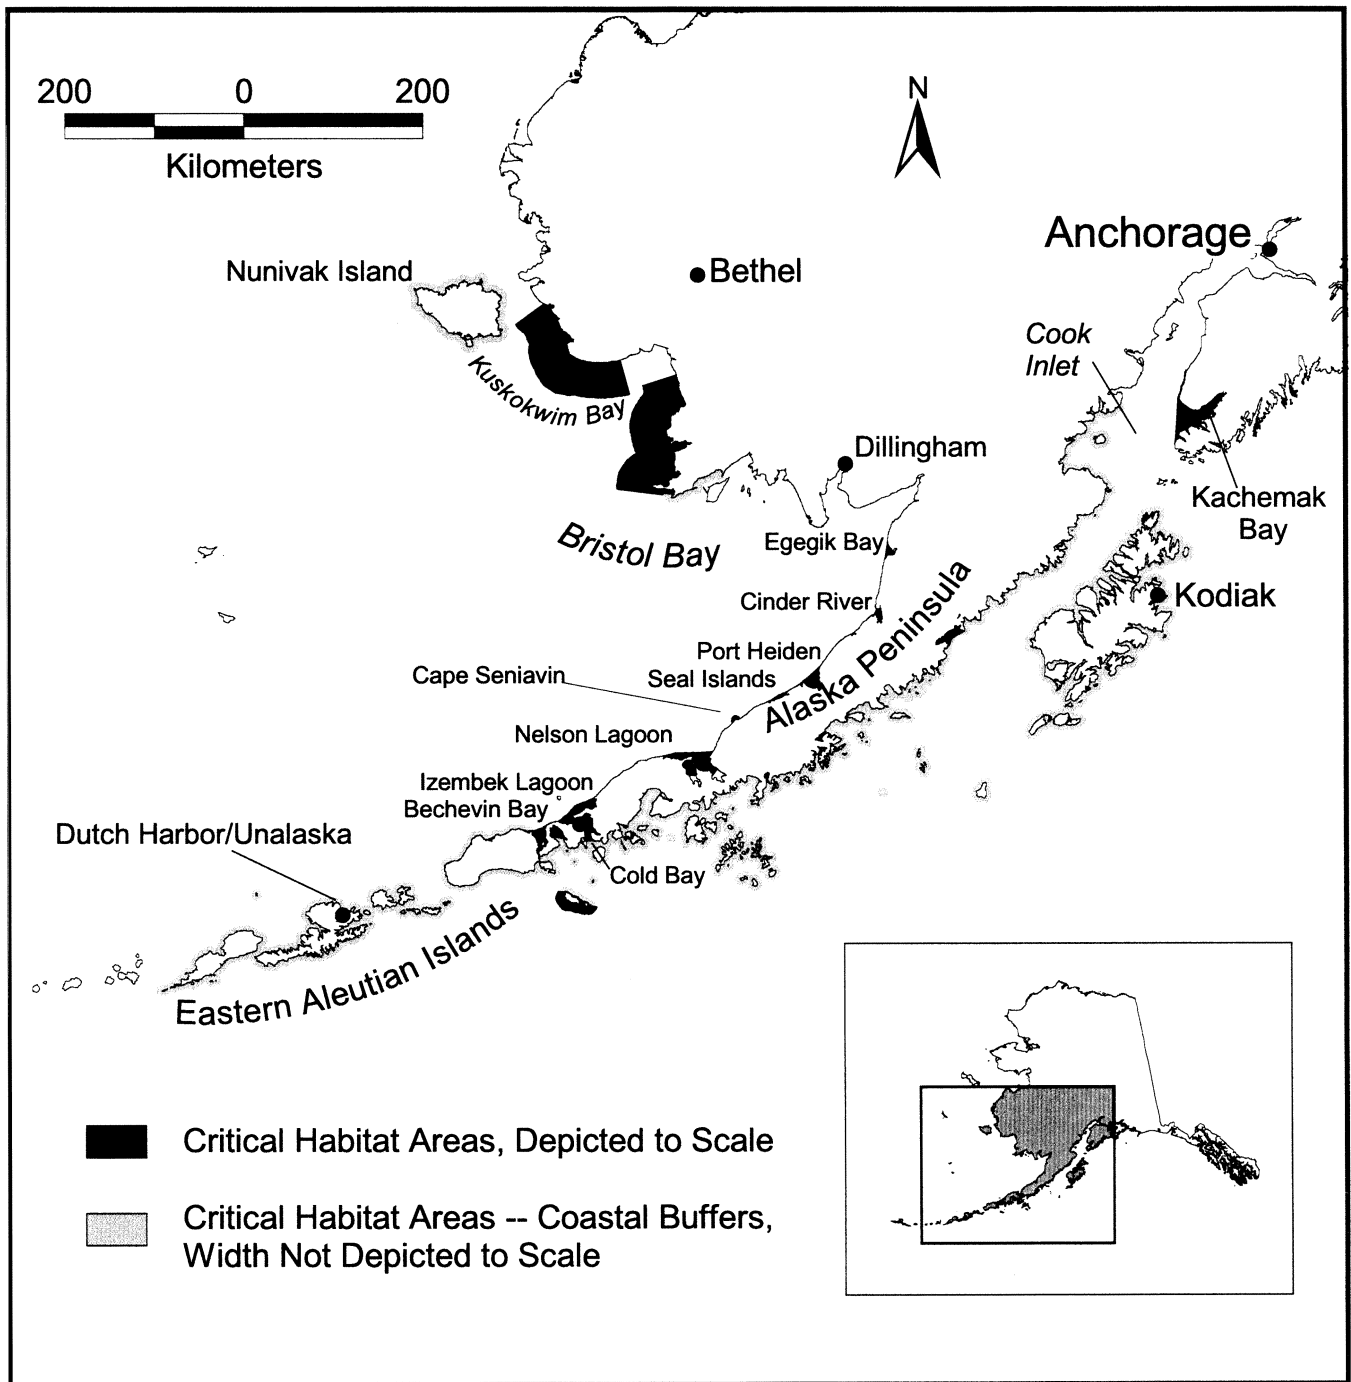 200 0 200
Kilometers
N
Anchorage
Nunivak Island
Bethel
Cook
Inlet
Kuskokwim Bay
Dillingham
Kachemak
Bay
Bristol Bay
Egegik Bay
Kodiak
Cinder River
Alaska Peninsula
Port Heiden
Cape Seniavin
Seal Islands
Nelson Lagoon
Izembek Lagoon
Bechevin Bay
Dutch Harbor/Unalaska
Cold Bay
Eastern Aleutian Islands
Critical Habitat Areas, Depicted to Scale
Critical Habitat Areas -- Coastal Buffers,
Width Not Depicted to Scale